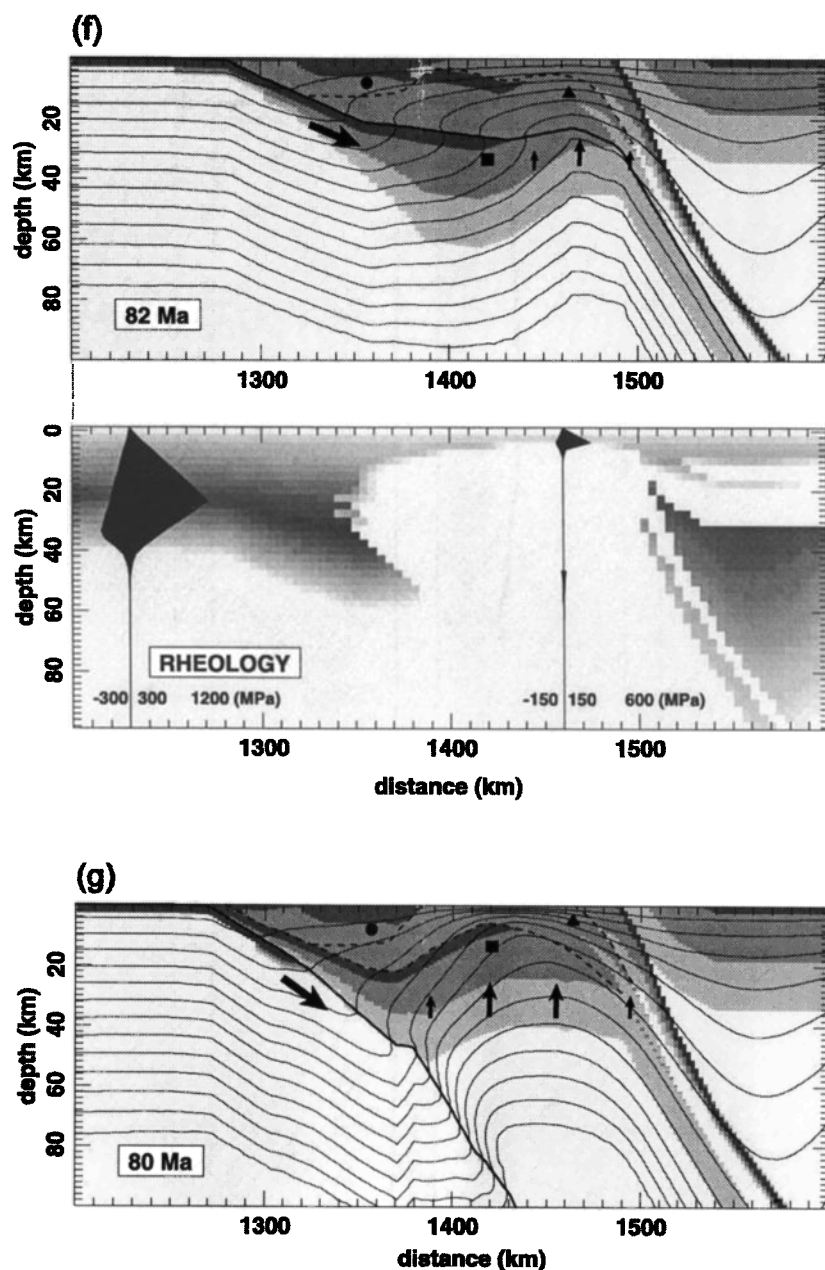 (f)
depth (km)
20
40
60
80
82 Ma
1300
1400
1500
depth (km)
0
20
40
60
80
RHEOLOGY
-300 300 1200 (MPa)
-150 150 600 (MPa)
1300
1400
1500
distance (km)
(g)
depth (km)
20
40
60
80
80 Ma
1300
1400
1500
distance (km)